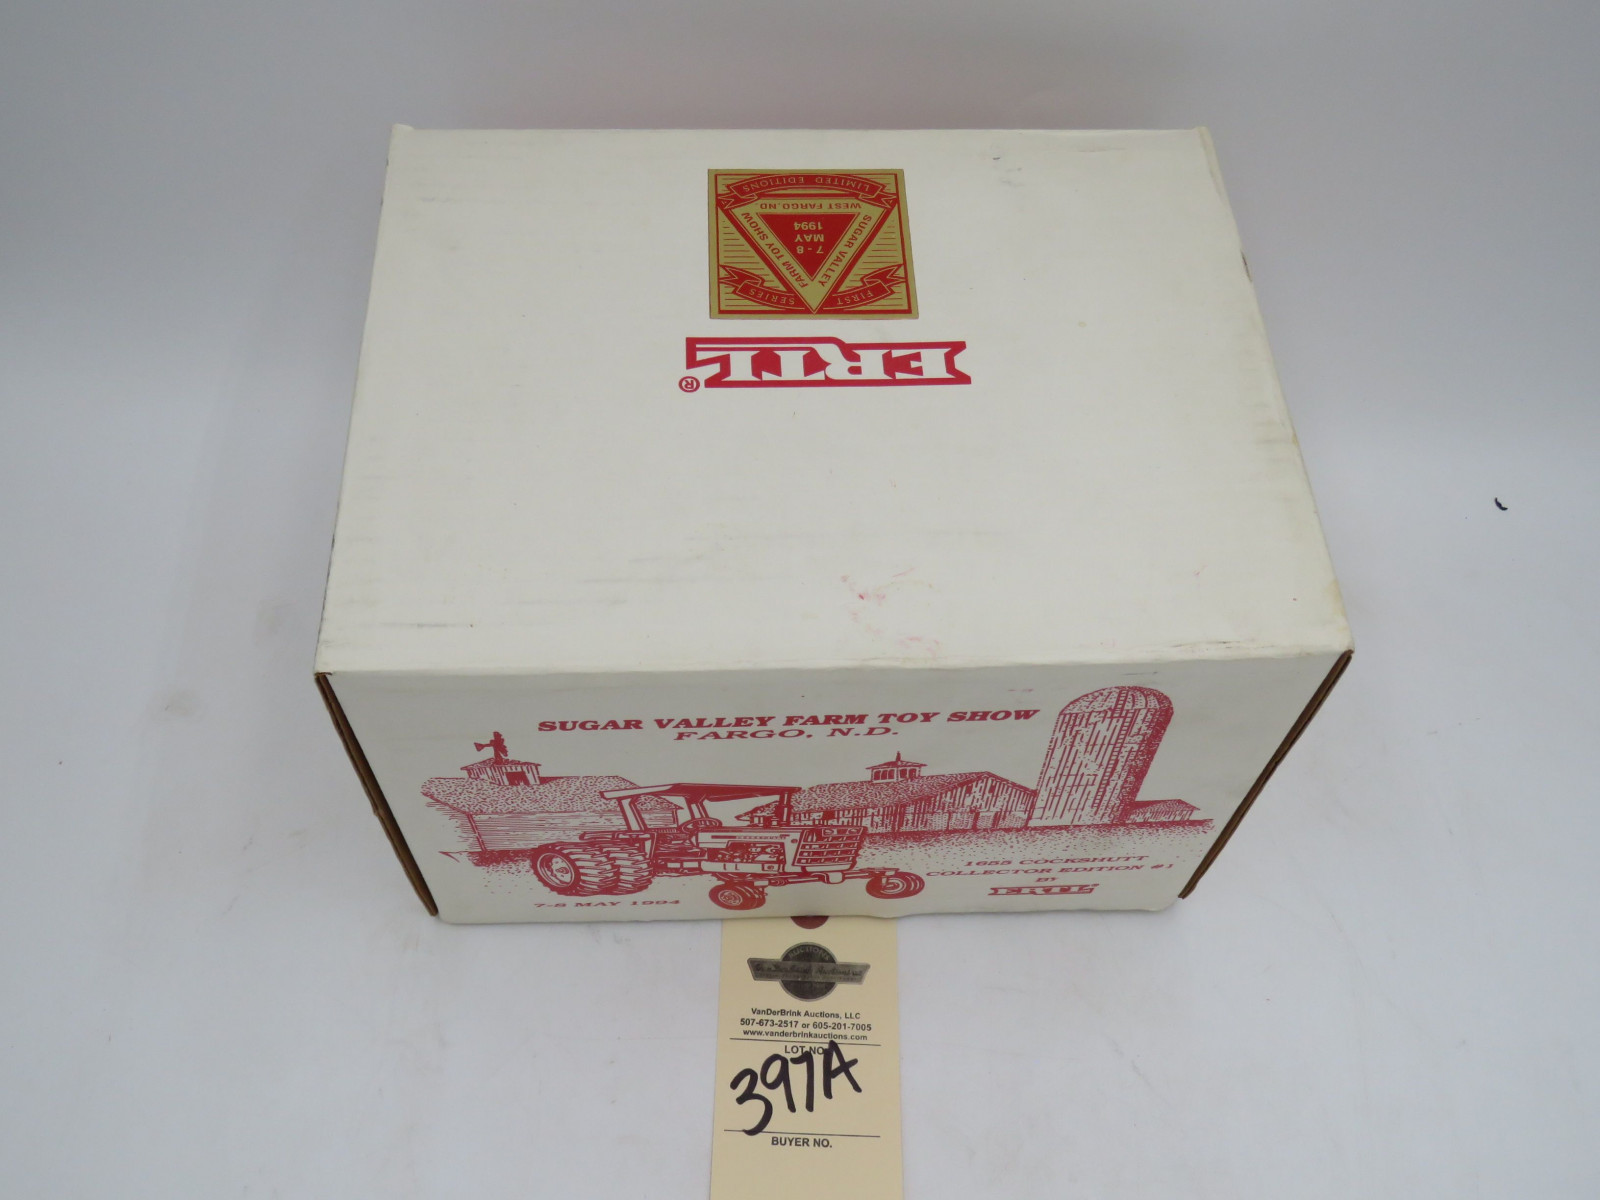 LIMITED EDITIONS
WEST FARGO, ND.
SUGAR VALLEY
FARM TOY SHOW
7-8
MAY
1994
FIRST
SERIES
ERTL®
SUGAR VALLEY FARM TOY SHOW
FARGO, N.D.
1655 COCKSHUTT
COLLECTOR EDITION #1
BY
ERTL
7-8 MAY 1994
AUCTIONS
VanDerBrink Auctions, LLC
507-673-2517 or 605-201-7005
www.vanderbrinkauctions.com
LOT NO.
397A
BUYER NO.